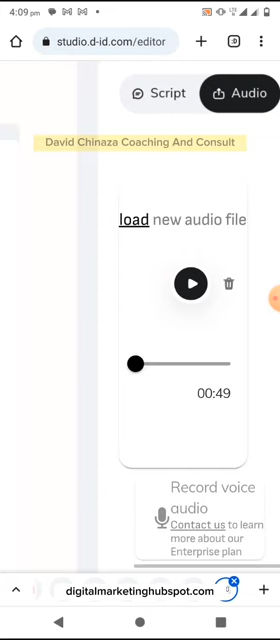 4:09 pm
LTE
studio.d-id.com/editor
:D
Script
Audio
David Chinaza Coaching And Consult
load new audio file
00:49
Record voice
audio
Contact us to learn
more about our
Enterprise plan
digitalmarketinghubspot.com